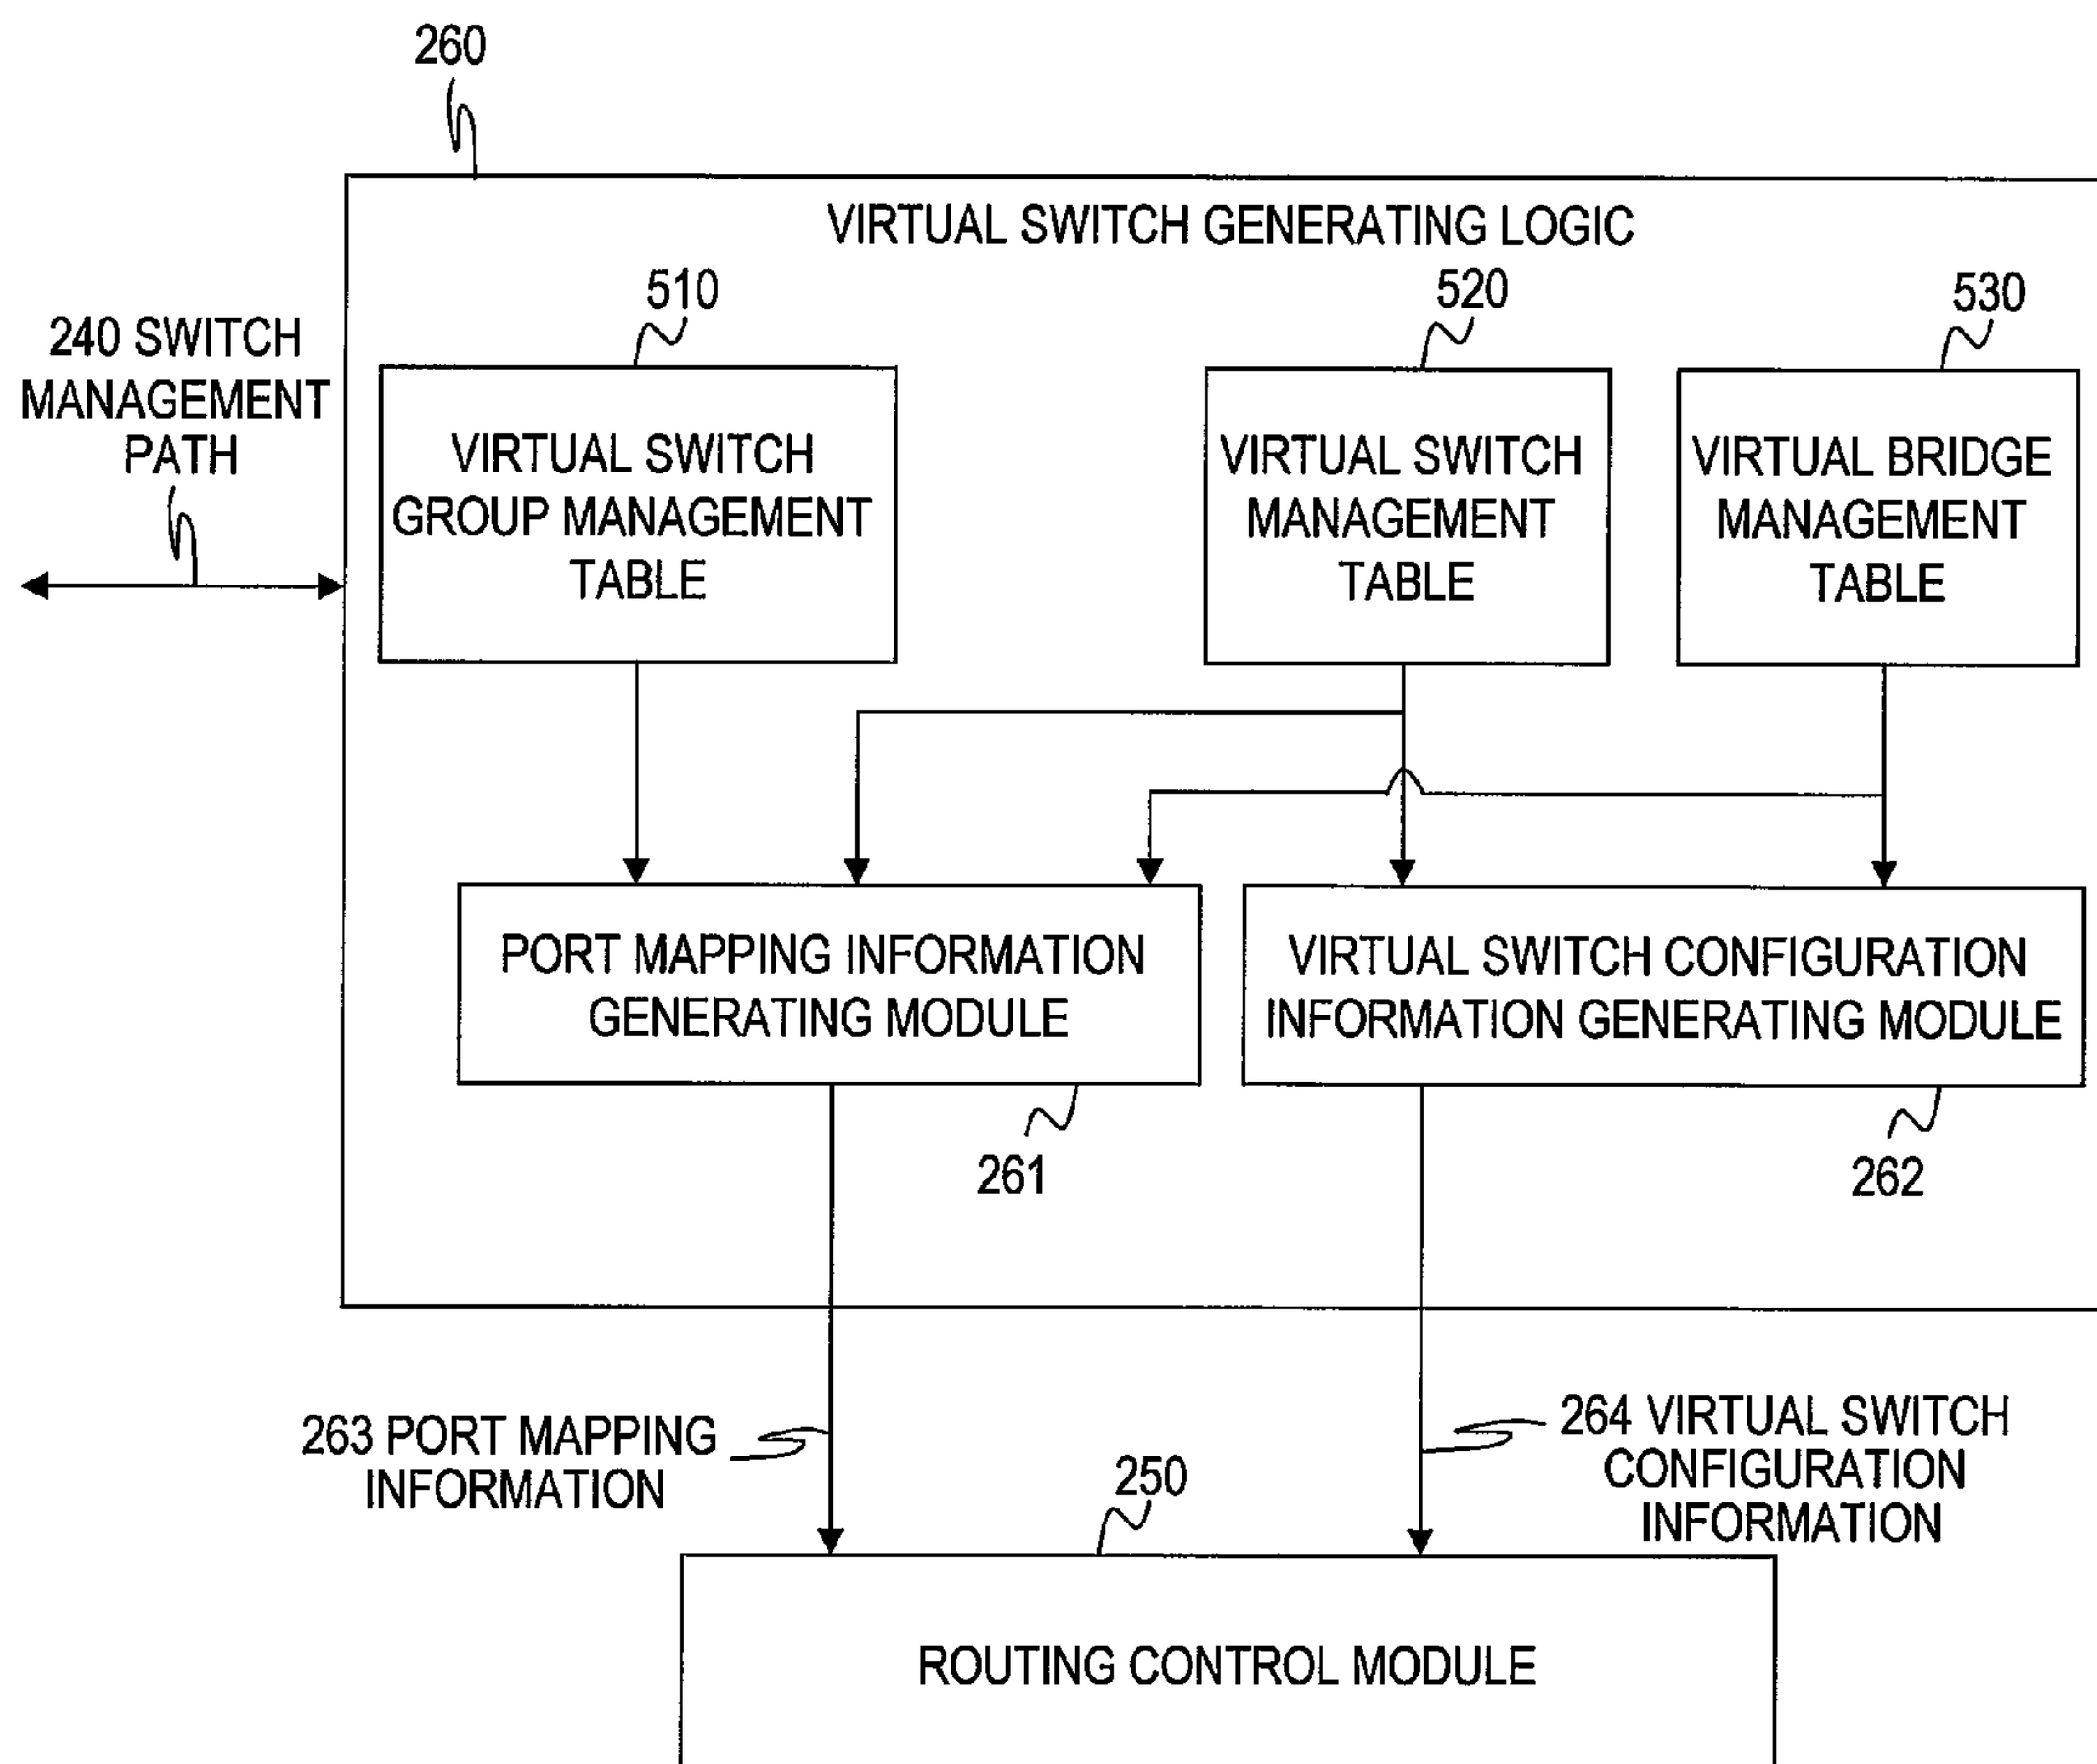 260
VIRTUAL SWITCH GENERATING LOGIC
510
520
530
240 SWITCH
MANAGEMENT
PATH
VIRTUAL SWITCH
GROUP MANAGEMENT
TABLE
VIRTUAL SWITCH
MANAGEMENT
TABLE
VIRTUAL BRIDGE
MANAGEMENT
TABLE
PORT MAPPING INFORMATION
GENERATING MODULE
VIRTUAL SWITCH CONFIGURATION
INFORMATION GENERATING MODULE
261
262
263 PORT MAPPING
INFORMATION
264 VIRTUAL SWITCH
CONFIGURATION
INFORMATION
250
ROUTING CONTROL MODULE